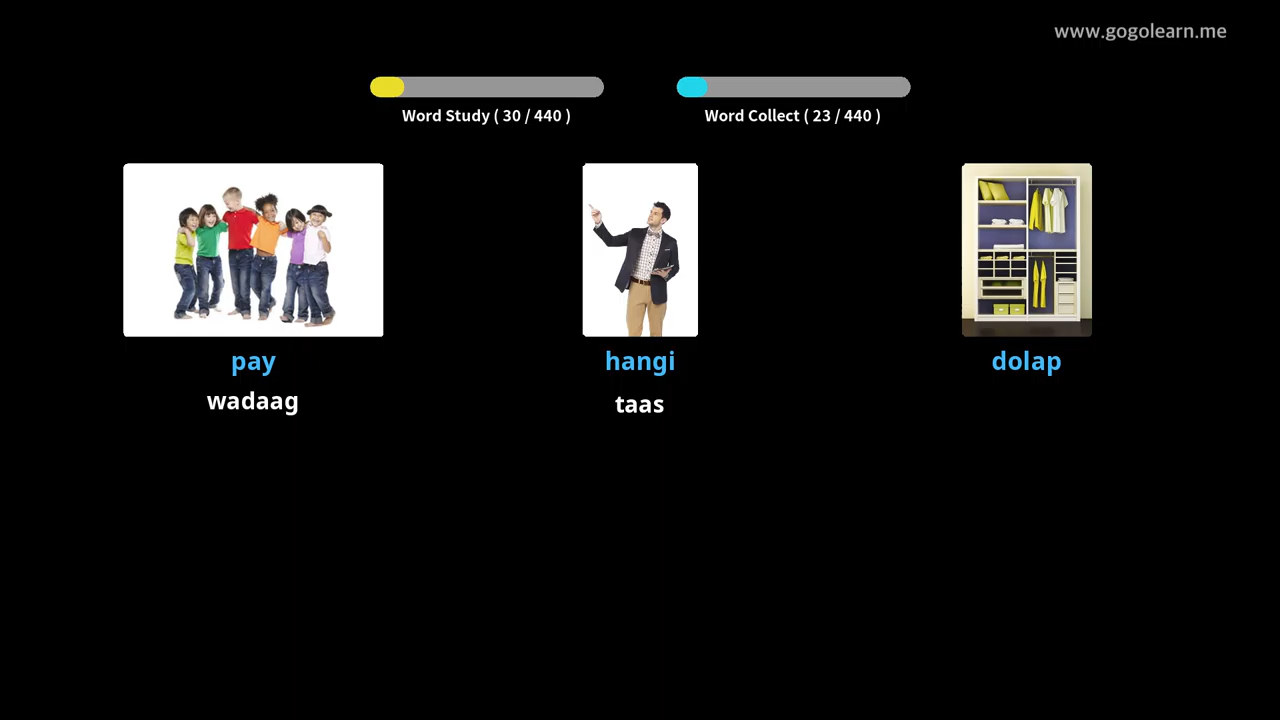 www.gogolearn.me
Word Study ( 30 / 440 )
Word Collect ( 23 / 440 )
pay
hangi
dolap
wadaag
taas